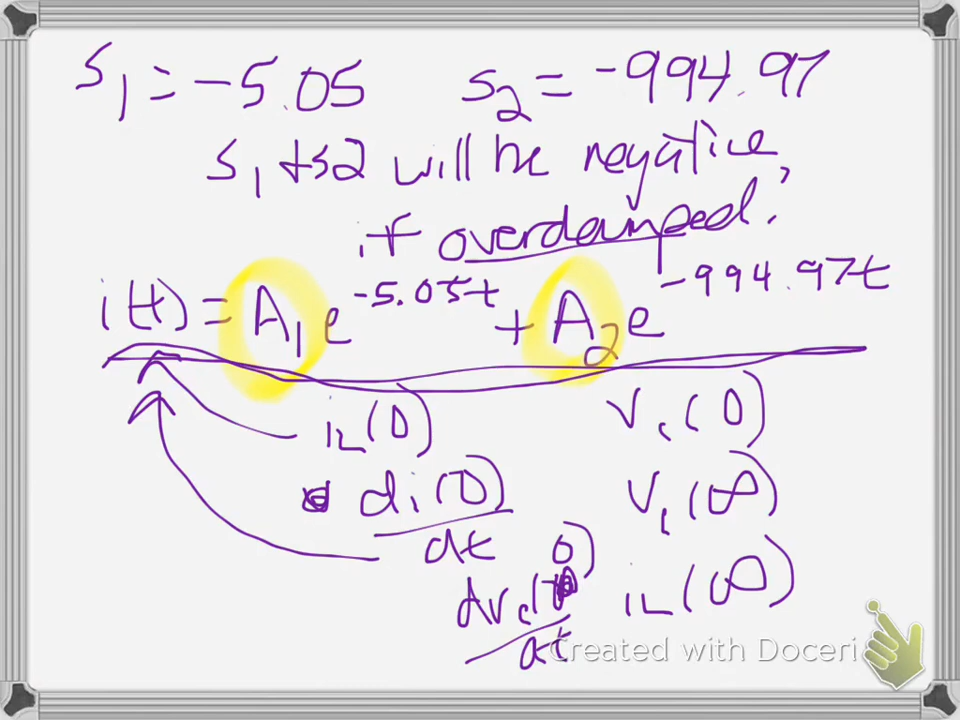 s₁ = -5.05 s₂ = -994.97
s₁ + s2 will be negative,
if overdamped.
i(t) = A₁e^-5.05t + A₂e^-994.97t
iL(0) Vc(0)
di(0)/dt Vc(∞)
dvc(0)/dt iL(∞)
Created with Doceri